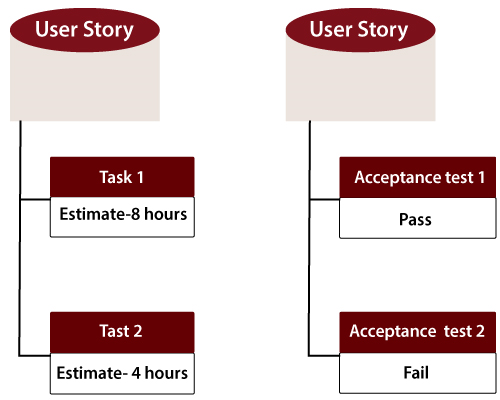 User Story
Task 1
Estimate-8 hours
Tast 2
Estimate- 4 hours
User Story
Acceptance test 1
Pass
Acceptance test 2
Fail